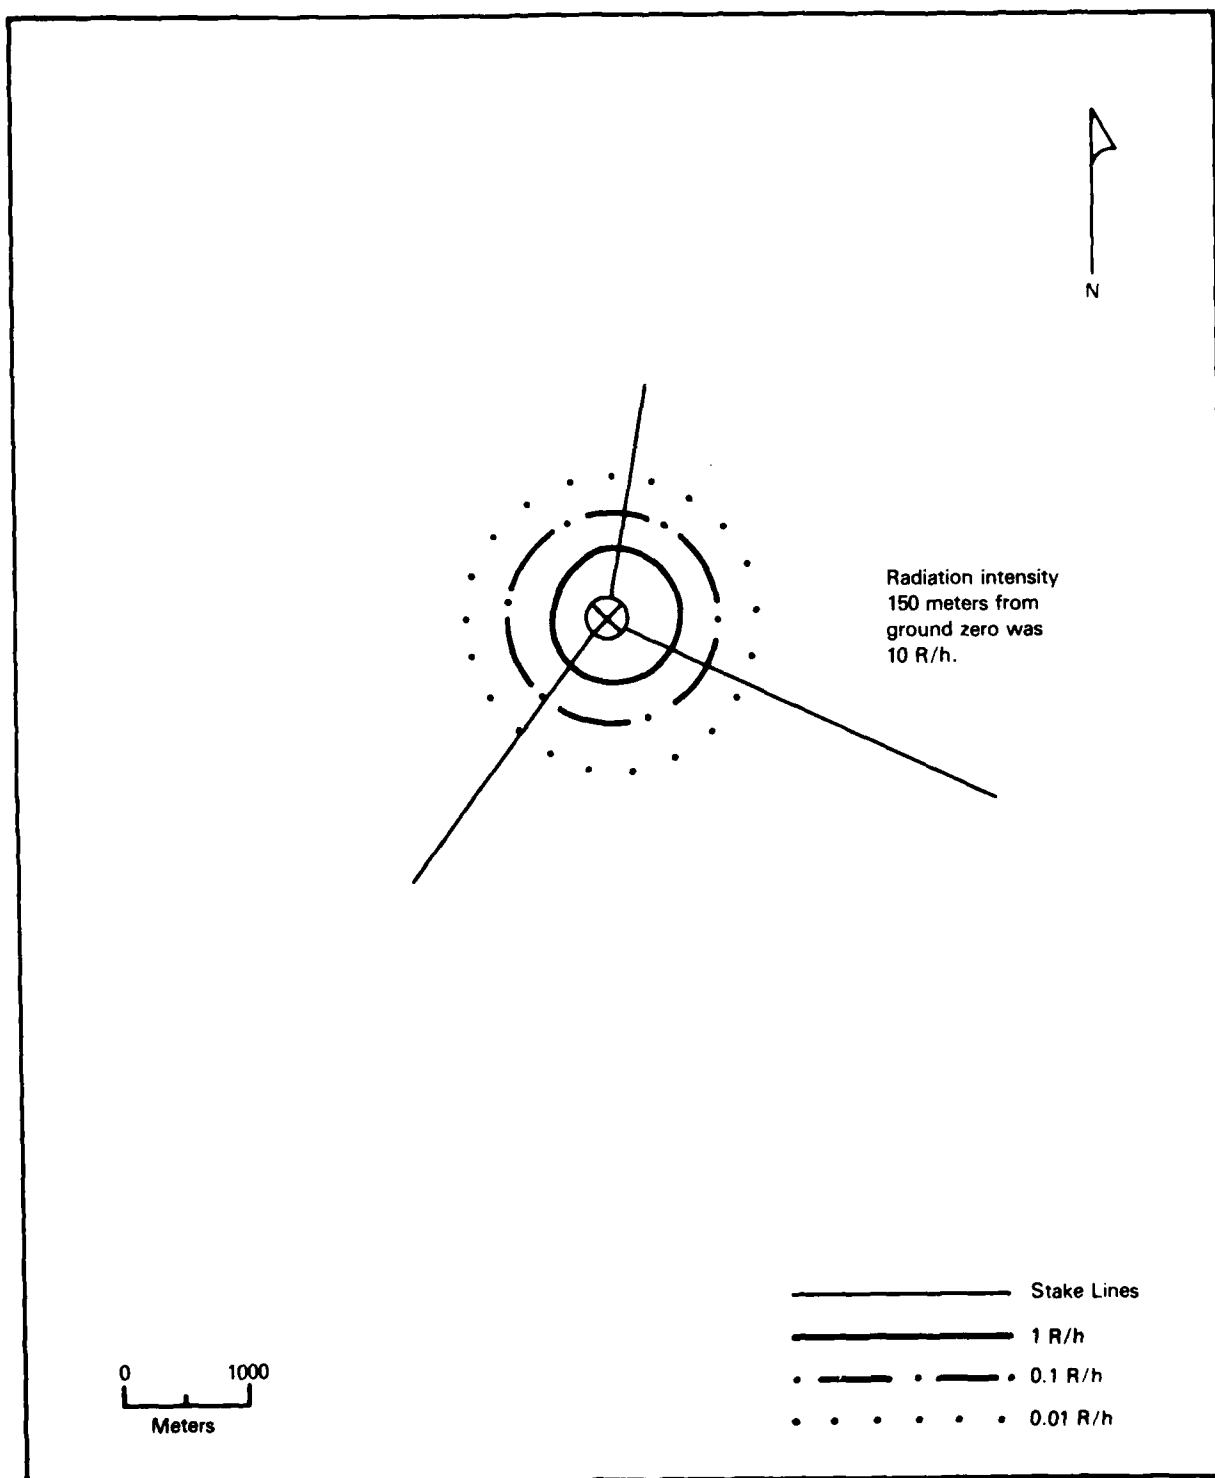 N
Radiation intensity
150 meters from
ground zero was
10 R/h.
Stake Lines
1 R/h
0.1 R/h
0.01 R/h
0 1000
Meters